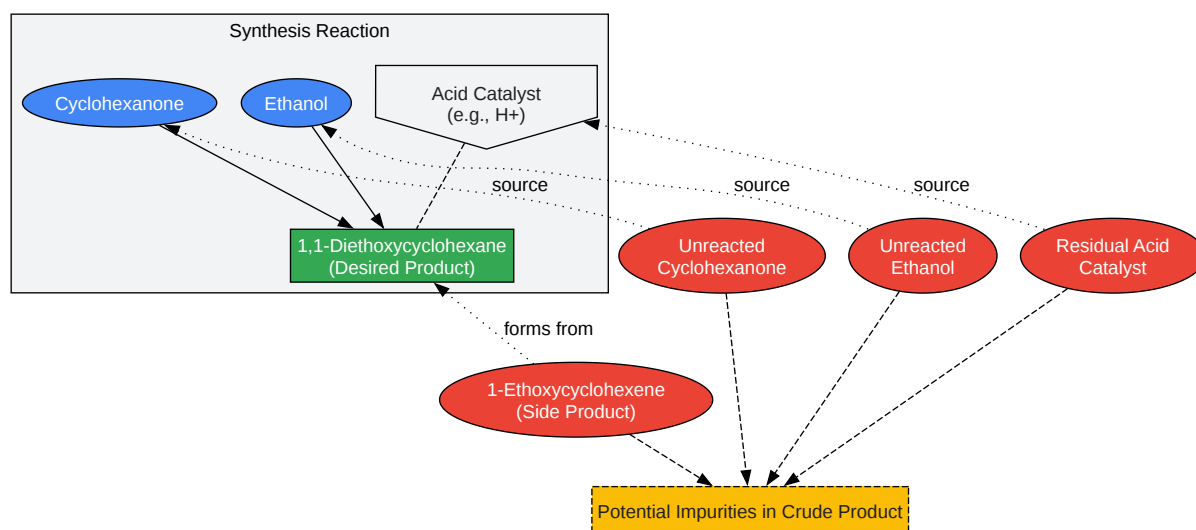 Synthesis Reaction
Cyclohexanone
Ethanol
Acid Catalyst
(e.g., H+)
source
source
source
1,1-Diethoxycyclohexane
(Desired Product)
Unreacted
Cyclohexanone
Unreacted
Ethanol
Residual Acid
Catalyst
forms from
1-Ethoxycyclohexene
(Side Product)
Potential Impurities in Crude Product